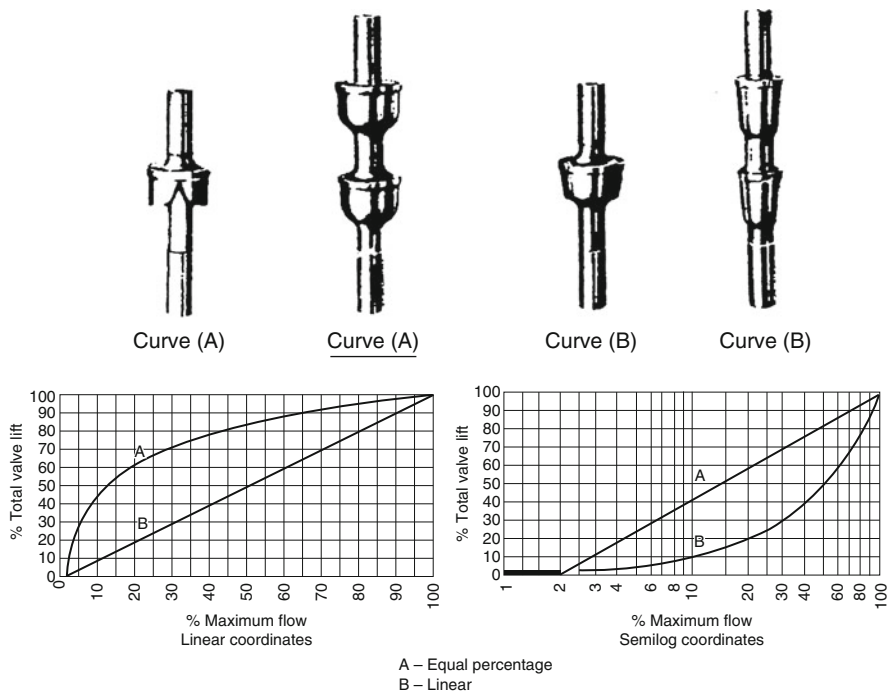 Curve (A)
Curve (A)
Curve (B)
Curve (B)
100
90
80
70
60
50
40
30
20
10
0
% Total valve lift
A
B
0
10
20
30
40
50
60
70
80
90
100
% Maximum flow
Linear coordinates
100
90
80
70
60
50
40
30
20
10
0
% Total valve lift
A
B
1
2
3
4
6
8
10
20
30
40
60
80
100
% Maximum flow
Semilog coordinates
A – Equal percentage
B – Linear